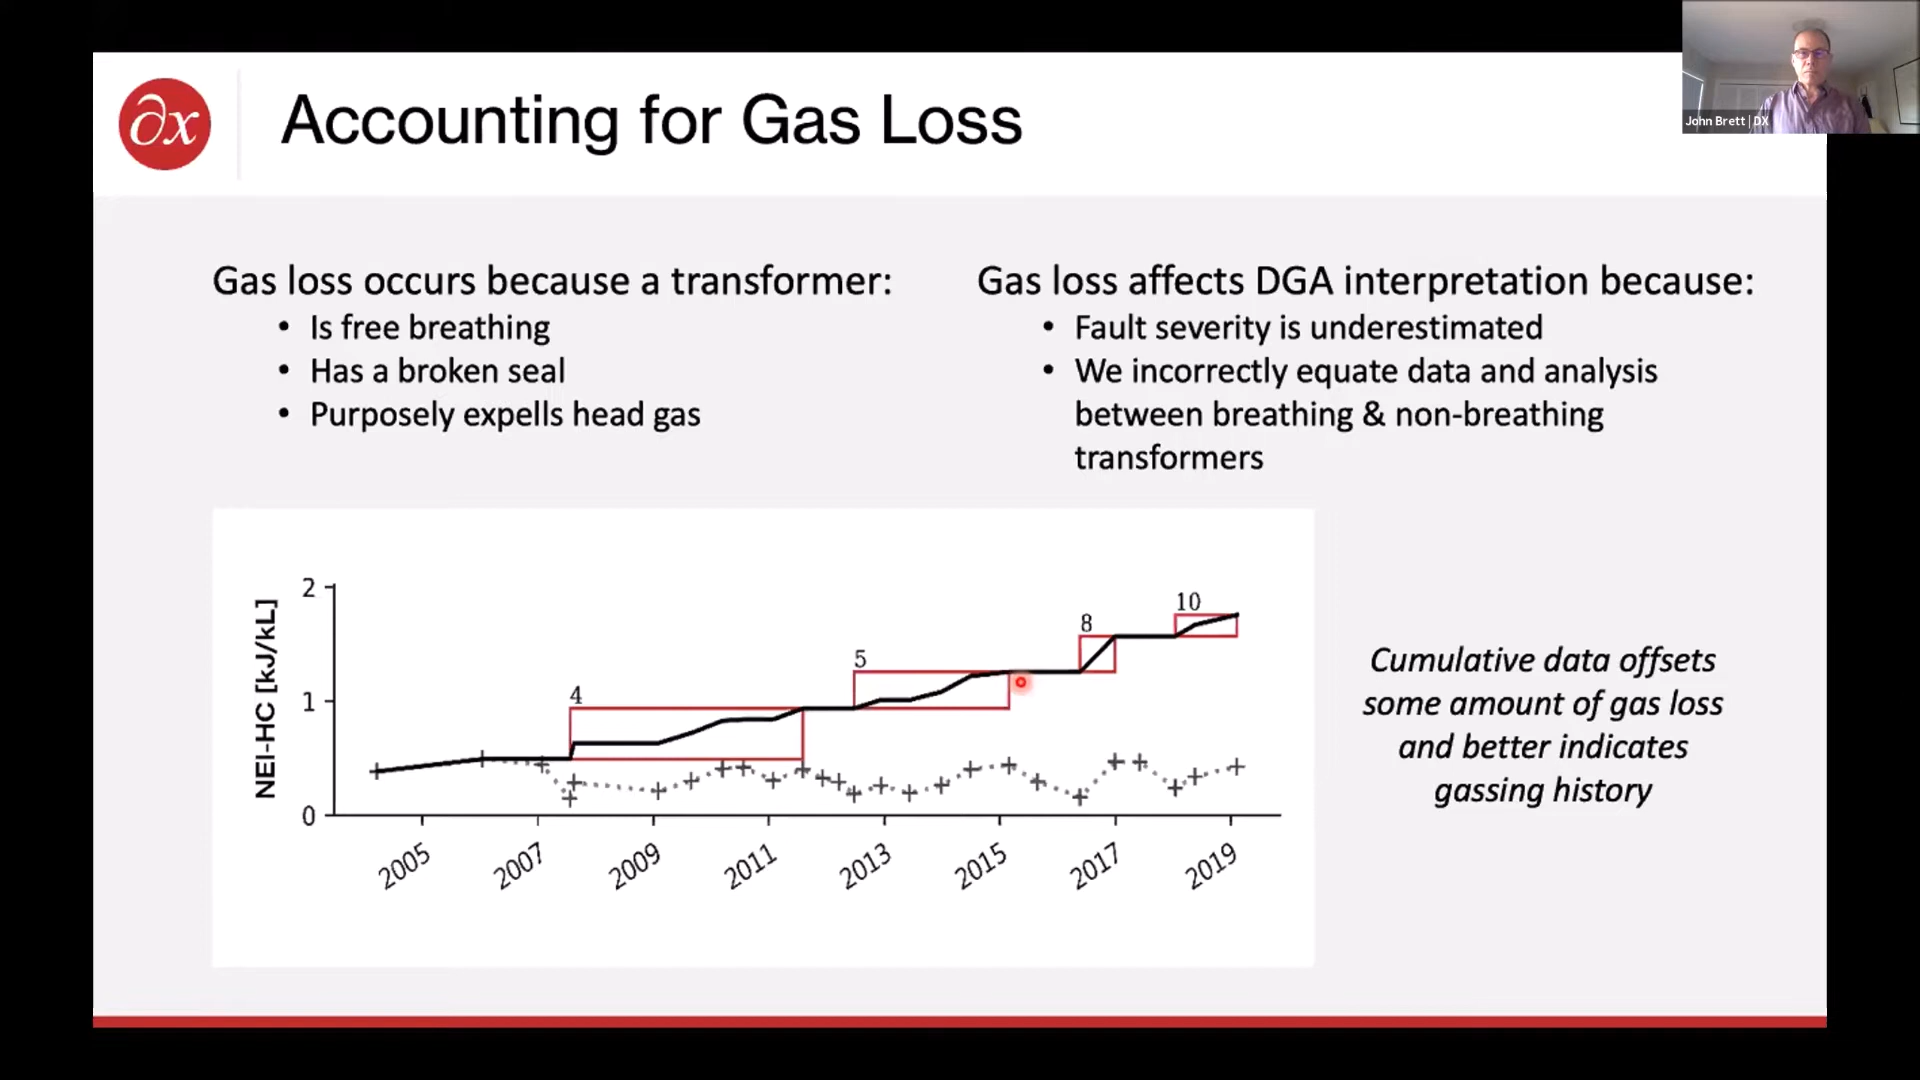 ∂x
Accounting for Gas Loss
John Brett | DX
Gas loss occurs because a transformer:
• Is free breathing
• Has a broken seal
• Purposely expells head gas
Gas loss affects DGA interpretation because:
• Fault severity is underestimated
• We incorrectly equate data and analysis
between breathing & non-breathing
transformers
NEI-HC [kJ/kL]
2
1
0
4
5
8
10
2005
2007
2009
2011
2013
2015
2017
2019
Cumulative data offsets
some amount of gas loss
and better indicates
gassing history